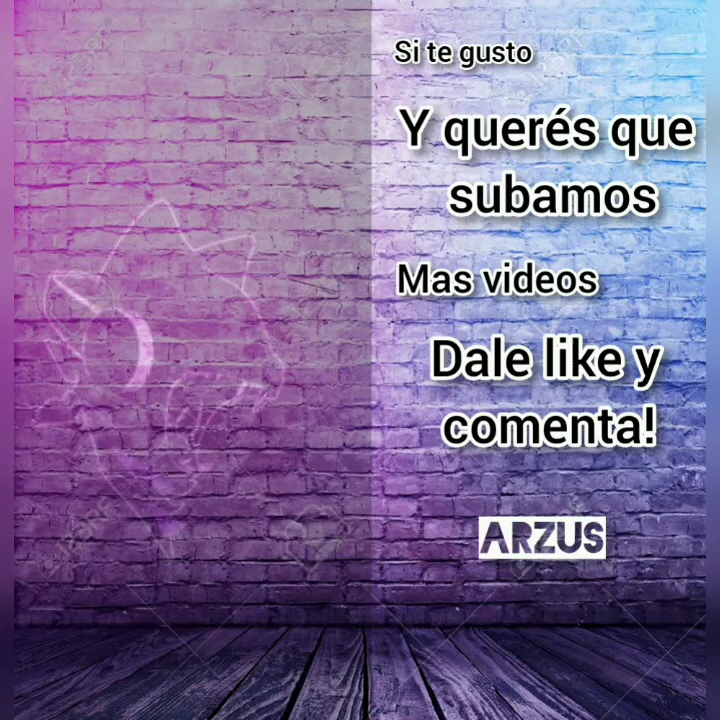 Si te gusto
Y querés que
subamos
Mas videos
Dale like y
comenta!
ARZUS